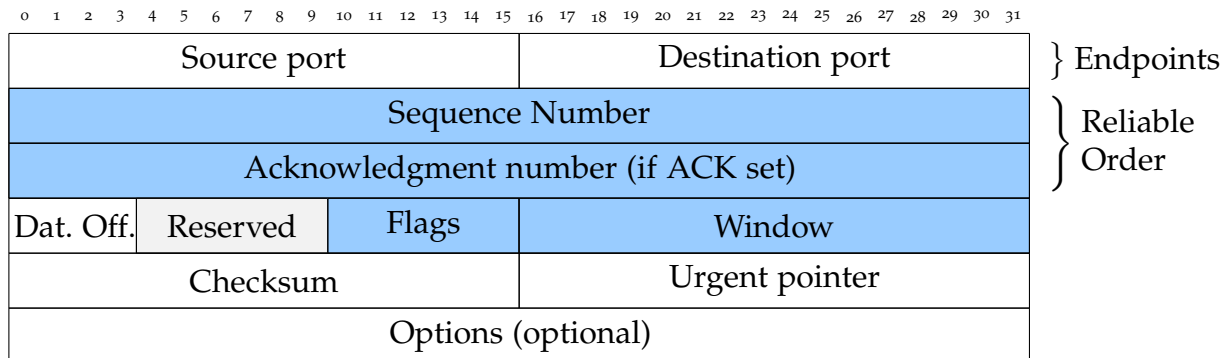 0 1 2 3 4 5 6 7 8 9 10 11 12 13 14 15 16 17 18 19 20 21 22 23 24 25 26 27 28 29 30 31
Source port Destination port } Endpoints
Sequence Number
Acknowledgment number (if ACK set)
} Reliable
Order
Dat. Off. Reserved Flags Window
Checksum Urgent pointer
Options (optional)